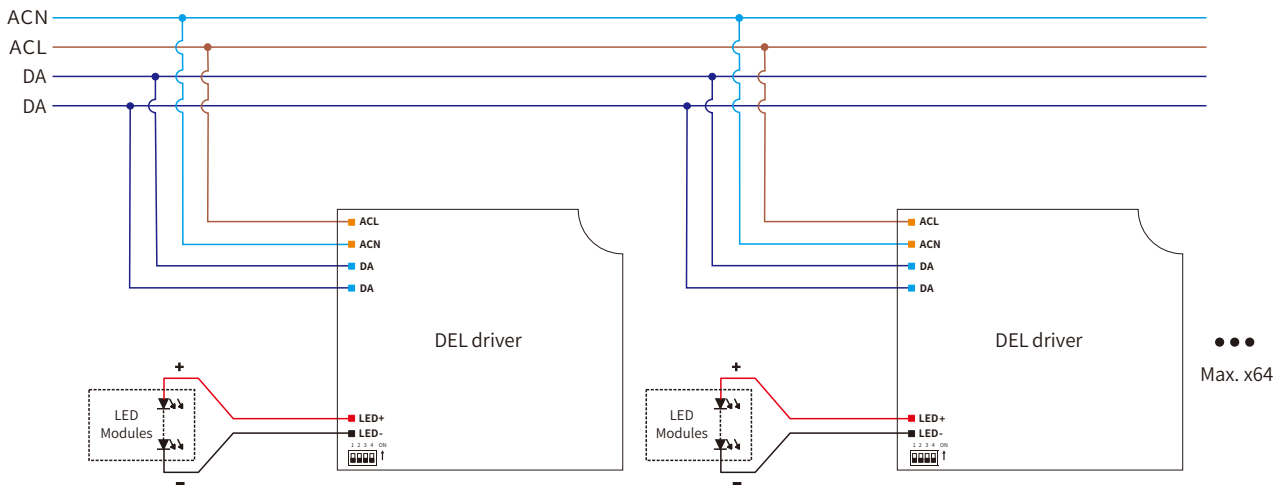 ACN
ACL
DA
DA
ACL
ACN
DA
DA
DEL driver
+
LED
Modules
-
LED+
LED-
1 2 3 4 ON
ACL
ACN
DA
DA
DEL driver
+
LED
Modules
-
LED+
LED-
1 2 3 4 ON
Max. x64